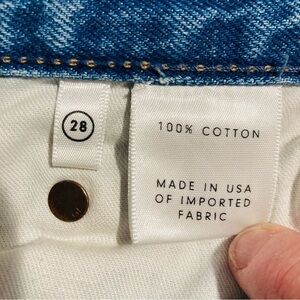 28
100% COTTON
MADE IN USA
OF IMPORTED
FABRIC